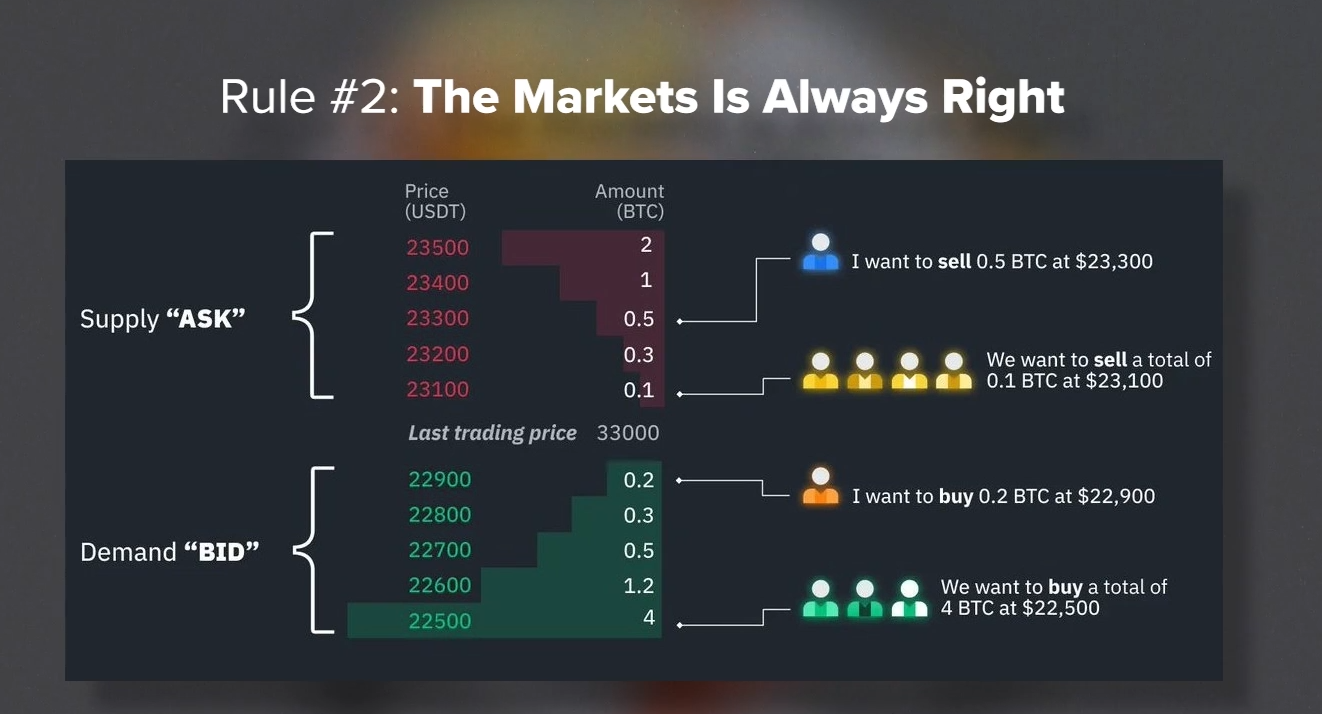 Rule #2: The Markets Is Always Right
Price Amount
(USDT) (BTC)
23500 2
23400 1
23300 0.5
23200 0.3
23100 0.1
Supply “ASK”
I want to sell 0.5 BTC at $23,300
We want to sell a total of
0.1 BTC at $23,100
Last trading price 33000
22900 0.2
22800 0.3
22700 0.5
22600 1.2
22500 4
Demand “BID”
I want to buy 0.2 BTC at $22,900
We want to buy a total of
4 BTC at $22,500